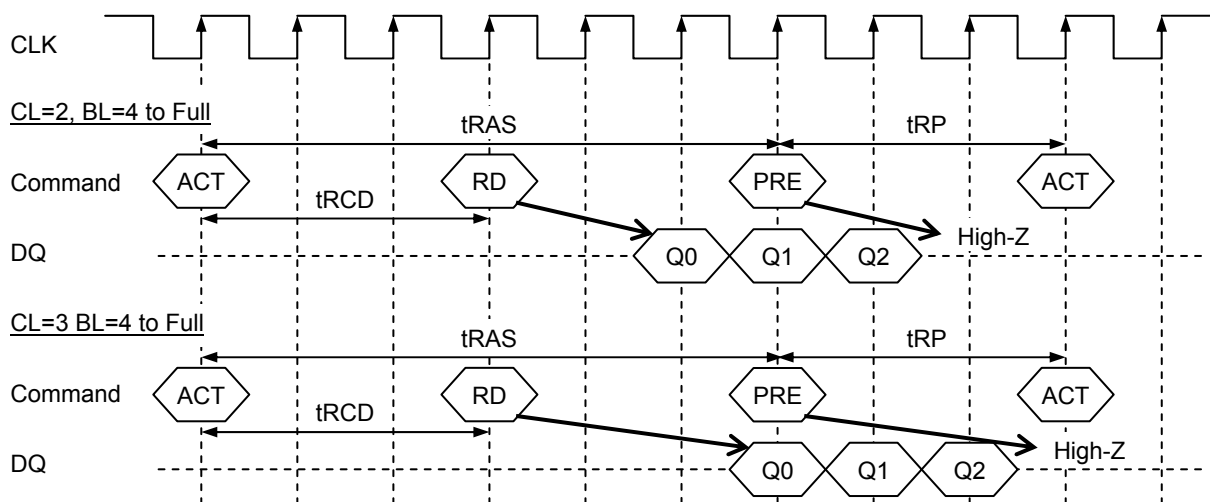 CLK
CL=2, BL=4 to Full
tRAS tRP
Command ACT RD PRE ACT
tRCD
DQ Q0 Q1 Q2 High-Z
CL=3 BL=4 to Full
tRAS tRP
Command ACT RD PRE ACT
tRCD
DQ Q0 Q1 Q2 High-Z